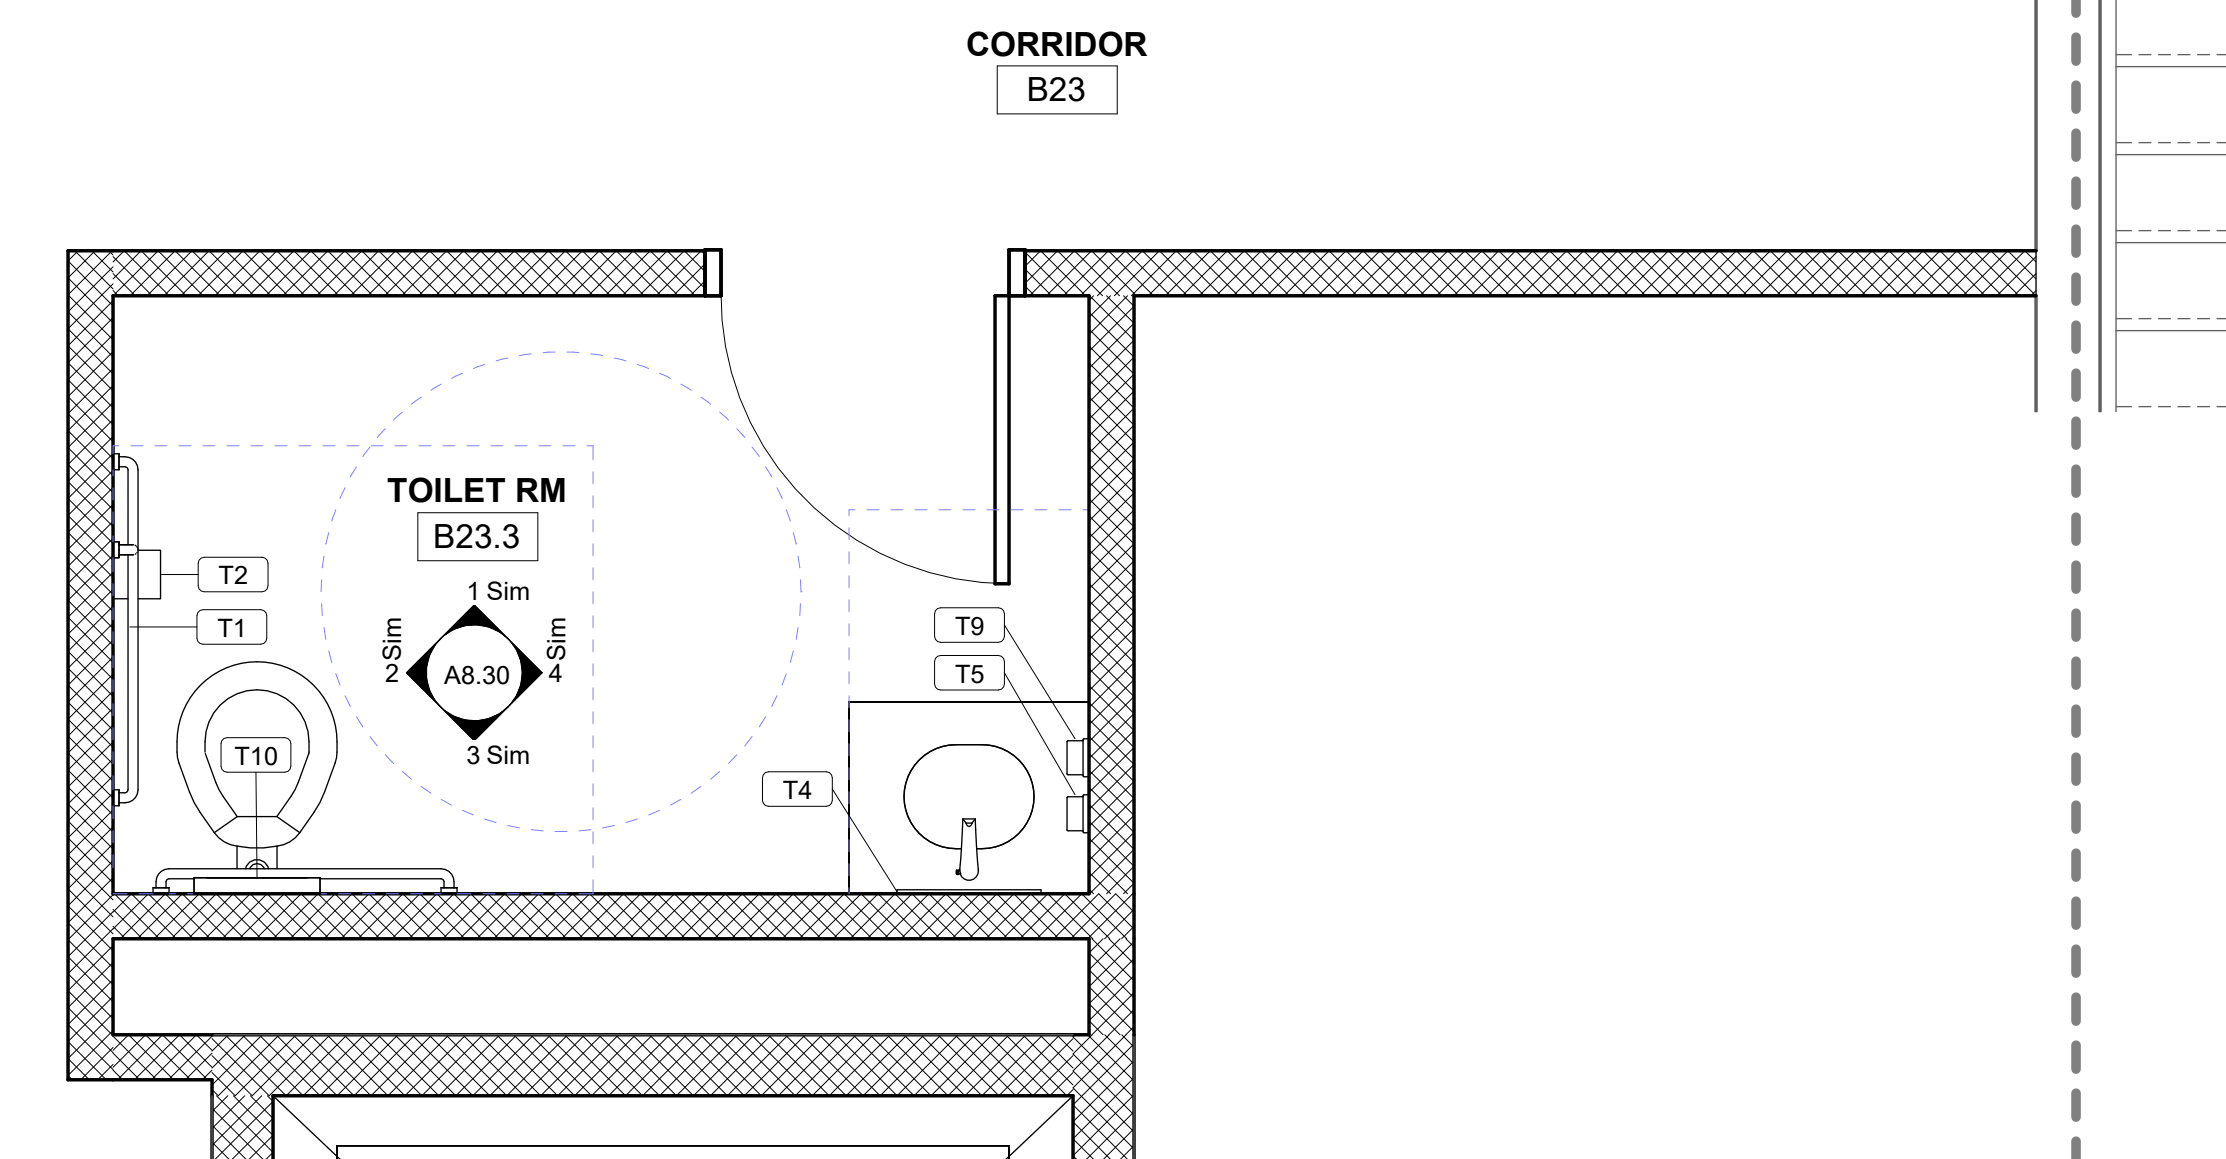 CORRIDOR
B23
TOILET RM
B23.3
T2
T1
1 Sim
2 Sim
A8.30
4 Sim
3 Sim
T9
T5
T10
T4